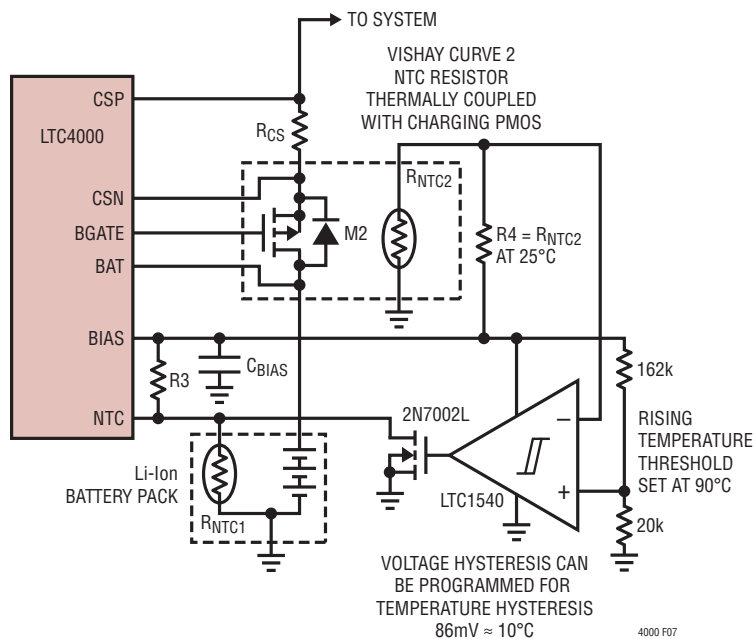 TO SYSTEM
VISHAY CURVE 2
NTC RESISTOR
THERMALLY COUPLED
WITH CHARGING PMOS
CSP
LTC4000
RCS
CSN
RNTC2
BGATE
M2
R4 = RNTC2
AT 25°C
BAT
BIAS
CBIAS
R3
162k
NTC
2N7002L
–
RISING
TEMPERATURE
THRESHOLD
SET AT 90°C
Li-Ion
BATTERY PACK
+
LTC1540
RNTC1
20k
VOLTAGE HYSTERESIS CAN
BE PROGRAMMED FOR
TEMPERATURE HYSTERESIS
86mV ≈ 10°C
4000 F07